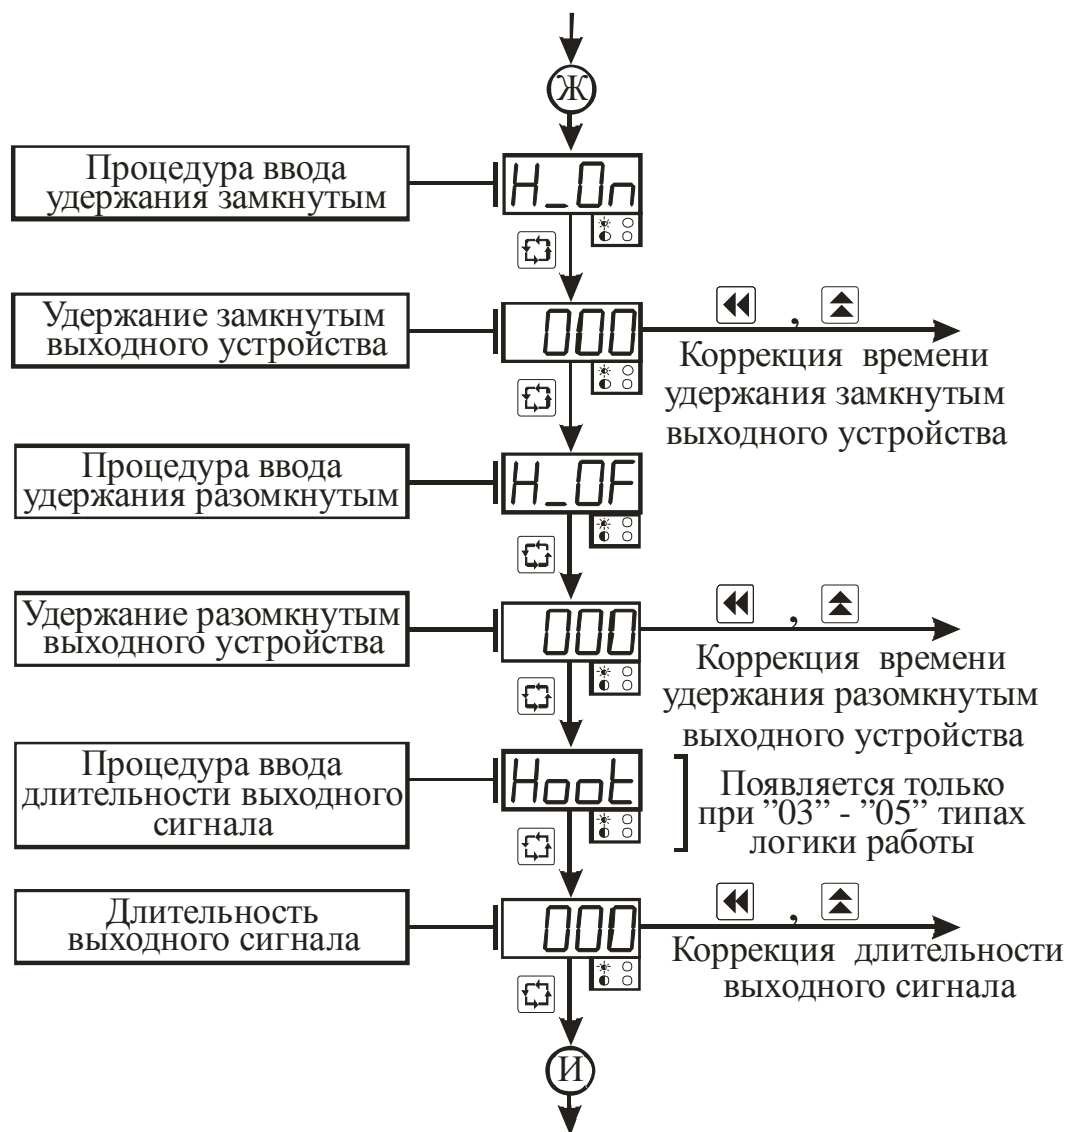 Ж
Процедура ввода
удержания замкнутым
H_On
Удержание замкнутым
выходного устройства
000
,
Коррекция времени
удержания замкнутым
выходного устройства
Процедура ввода
удержания разомкнутым
H_OF
Удержание разомкнутым
выходного устройства
000
,
Коррекция времени
удержания разомкнутым
выходного устройства
Процедура ввода
длительности выходного
сигнала
Hoot
Появляется только
при ”03” - ”05” типах
логики работы
Длительность
выходного сигнала
000
,
Коррекция длительности
выходного сигнала
И